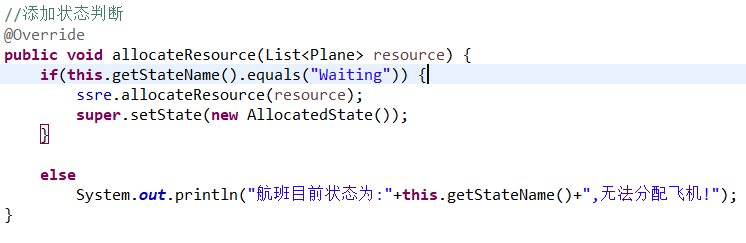 //添加状态判断
@Override
public void allocateResource(List<Plane> resource) {
    if(this.getStateName().equals("Waiting")) {
        ssre.allocateResource(resource);
        super.setState(new AllocatedState());
    }
    else
        System.out.println("航班目前状态为:"+this.getStateName()+",无法分配飞机!");
}